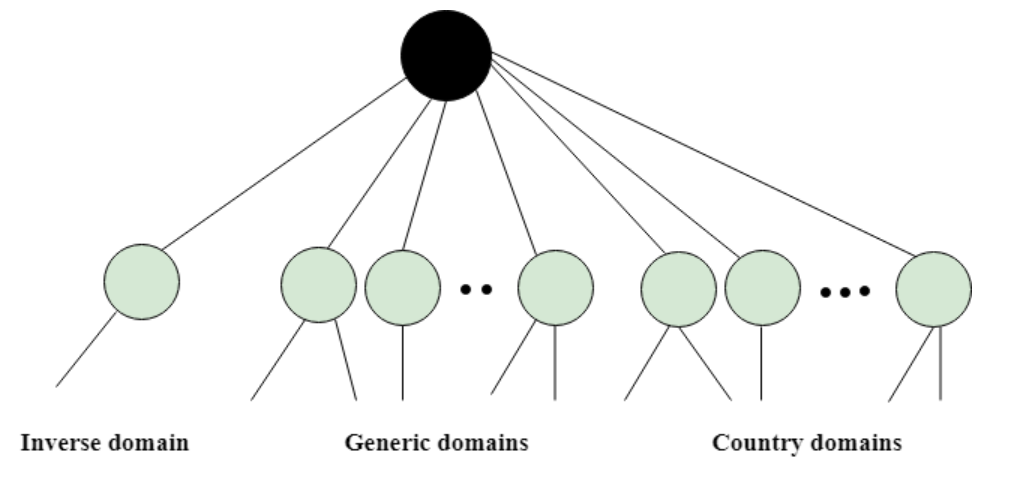 Inverse domain
Generic domains
Country domains